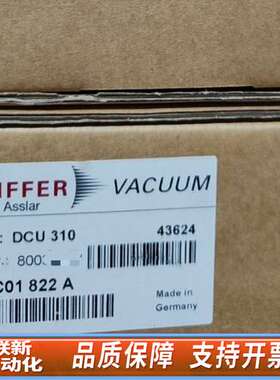 IFFER VACUUM
Asslar
: DCU 310 43624
.: 800
C01 822 A
Made in
Germany
联新
动化 品质保障 支持开票